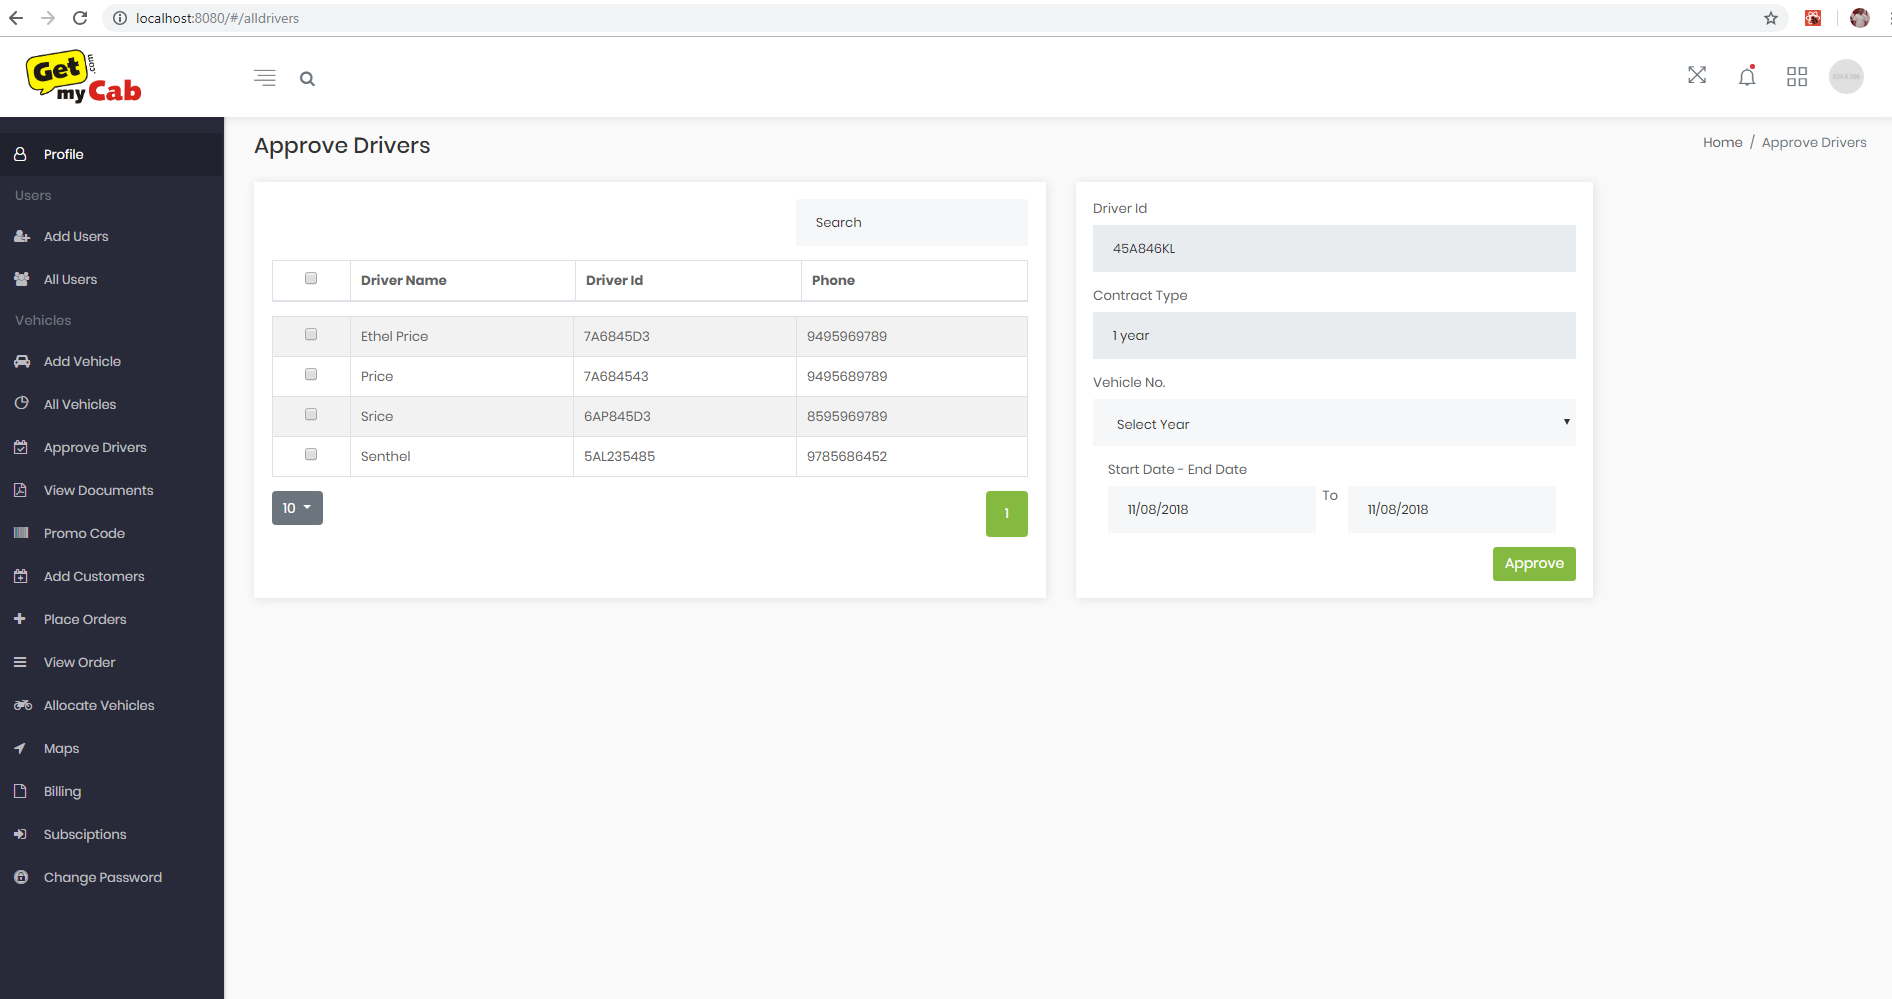 localhost:8080/#/alldrivers
Get
.com
my Cab
Profile
Users
Add Users
All Users
Vehicles
Add Vehicle
All Vehicles
Approve Drivers
View Documents
Promo Code
Add Customers
Place Orders
View Order
Allocate Vehicles
Maps
Billing
Subsciptions
Change Password
Approve Drivers
Home / Approve Drivers
Search
Driver Name Driver Id Phone
Ethel Price 7A6845D3 9495969789
Price 7A684543 9495689789
Srice 6AP845D3 8595969789
Senthel 5AL235485 9785686452
10
1
Driver Id
45A846KL
Contract Type
1 year
Vehicle No.
Select Year
Start Date - End Date
11/08/2018 To 11/08/2018
Approve